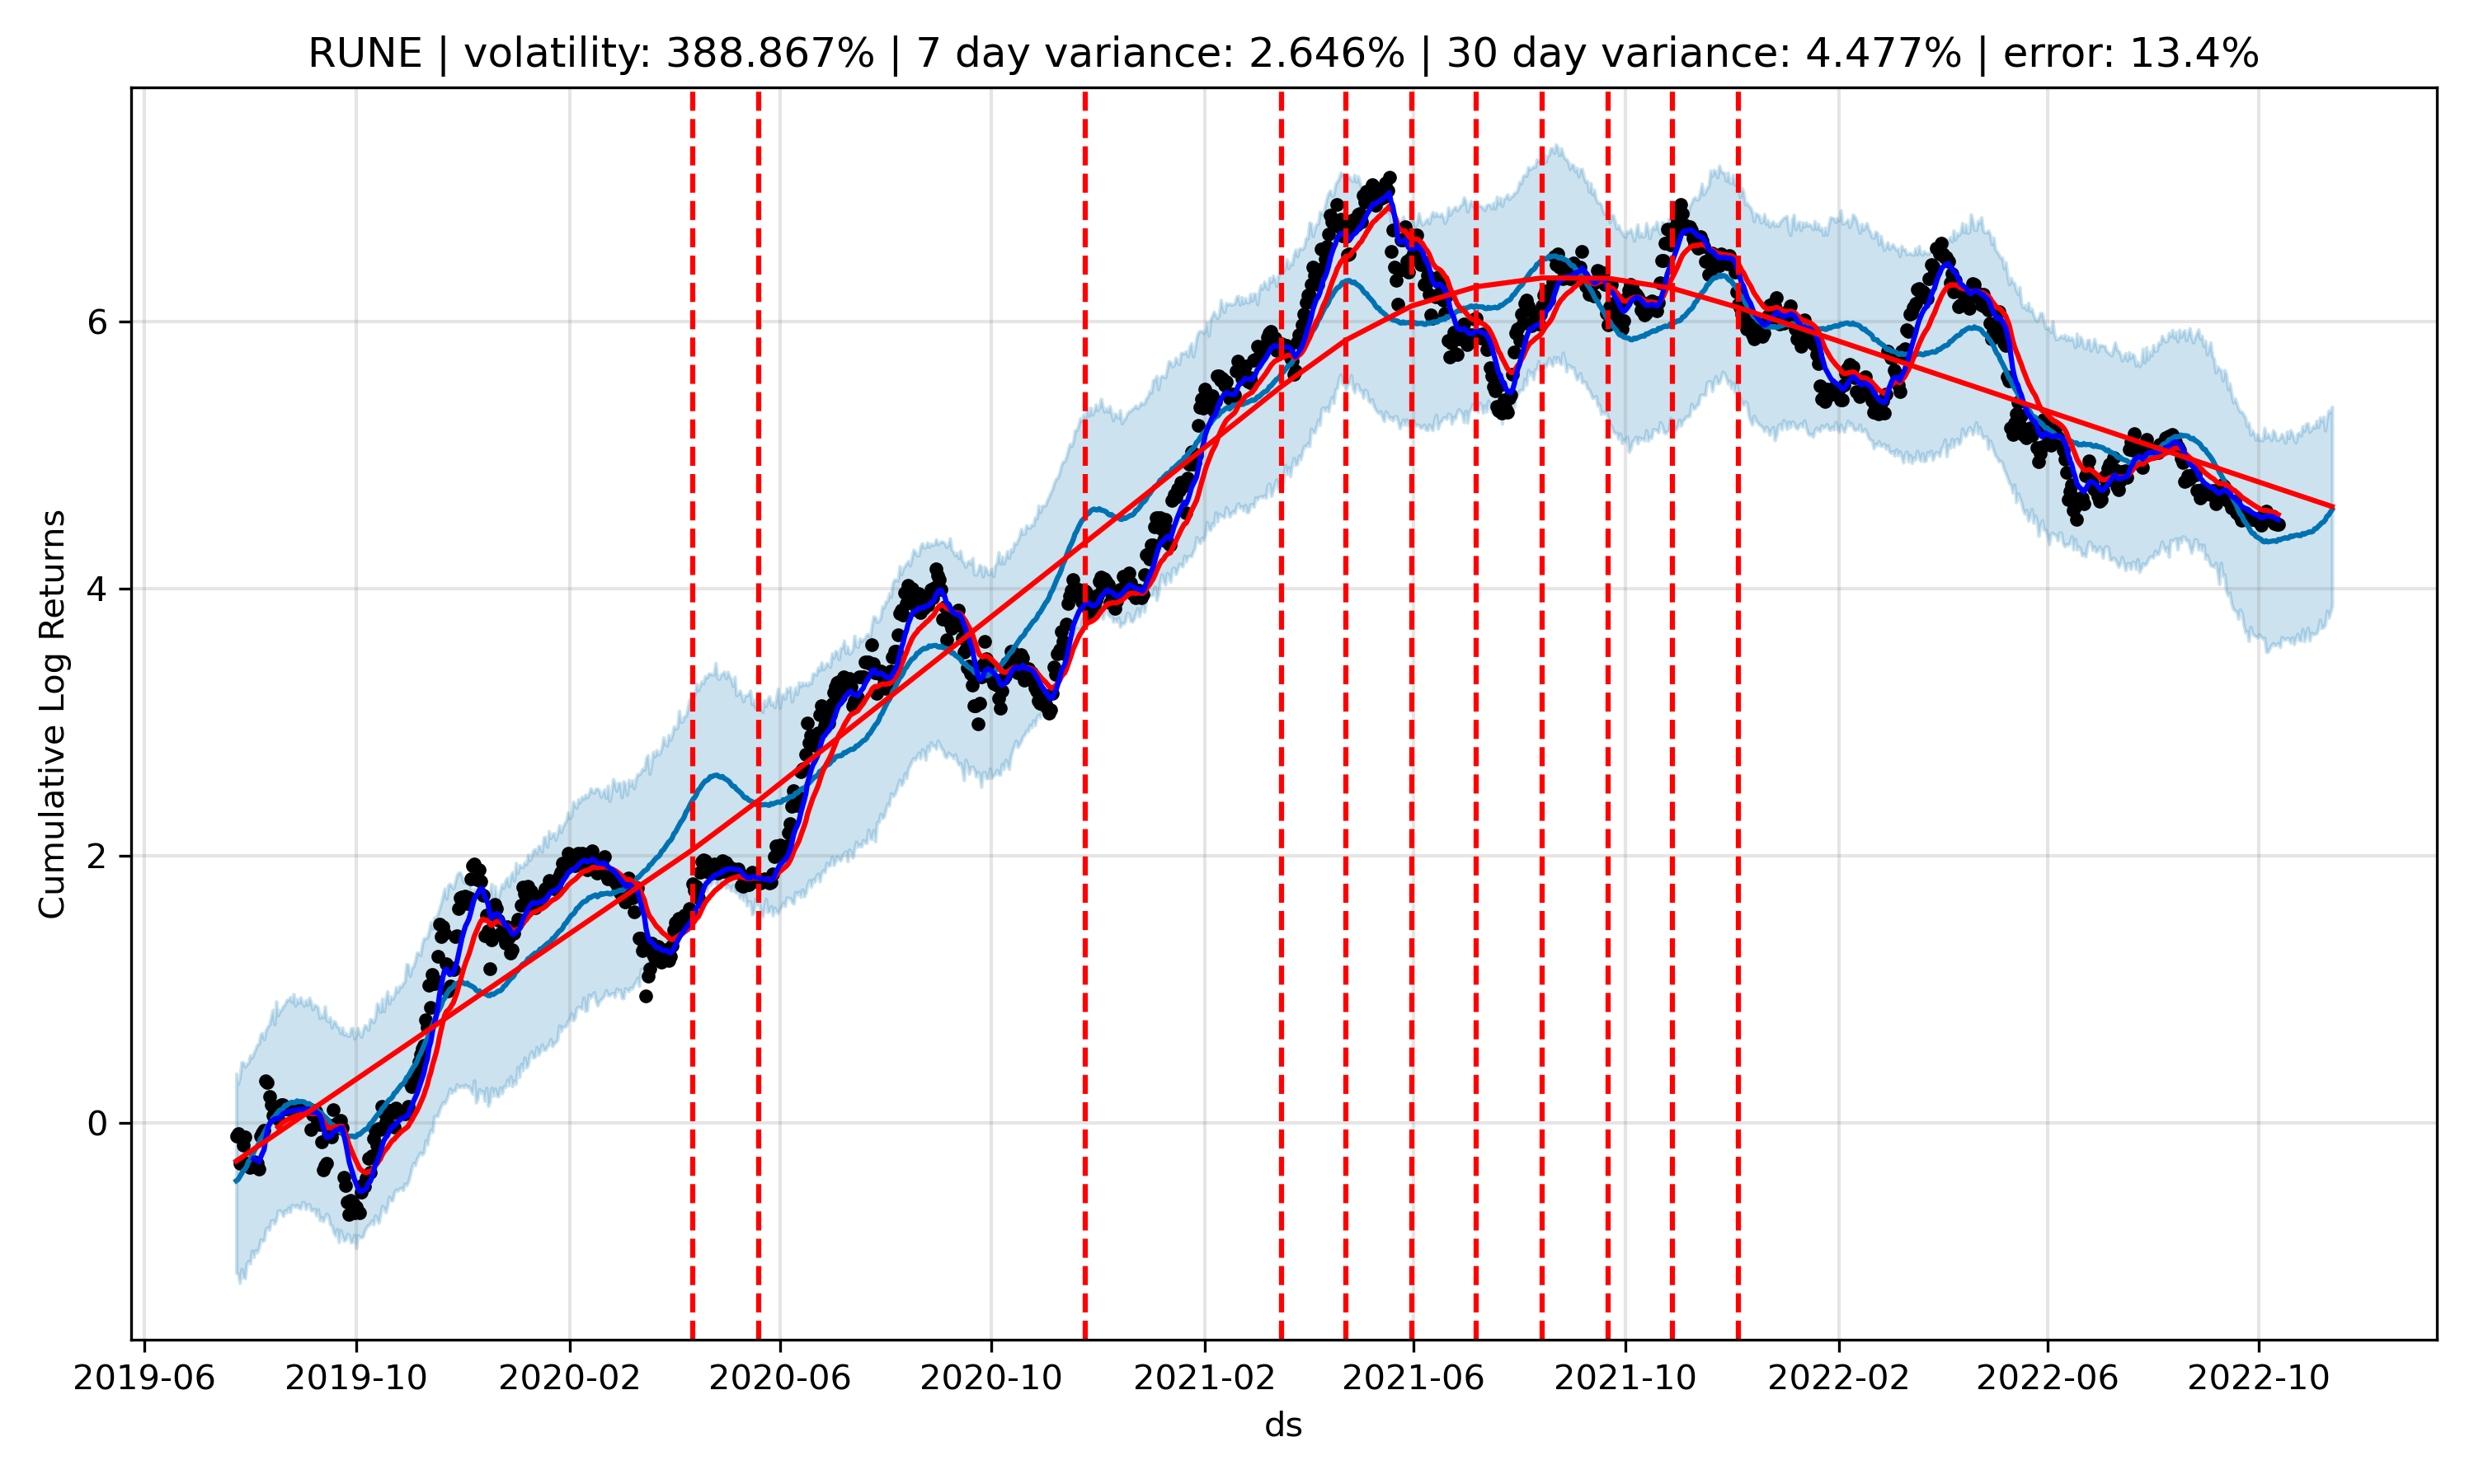 RUNE | volatility: 388.867% | 7 day variance: 2.646% | 30 day variance: 4.477% | error: 13.4%
Cumulative Log Returns
6
4
2
0
2019-06 2019-10 2020-02 2020-06 2020-10 2021-02 2021-06 2021-10 2022-02 2022-06 2022-10
ds